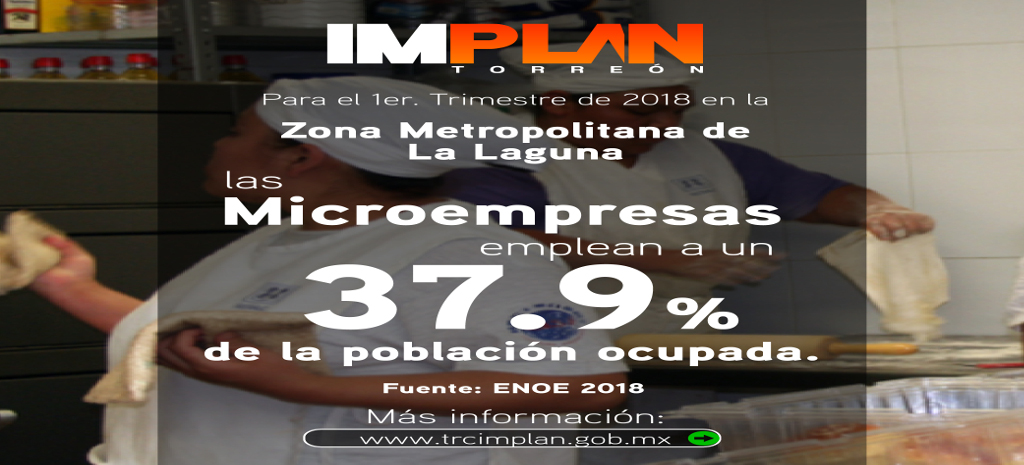 IMPLAN
TORREÓN
Para el 1er. Trimestre de 2018 en la
Zona Metropolitana de
La Laguna
las
Microempresas
emplean a un
37.9%
de la población ocupada.
Fuente: ENOE 2018
Más información:
www.trcimplan.gob.mx